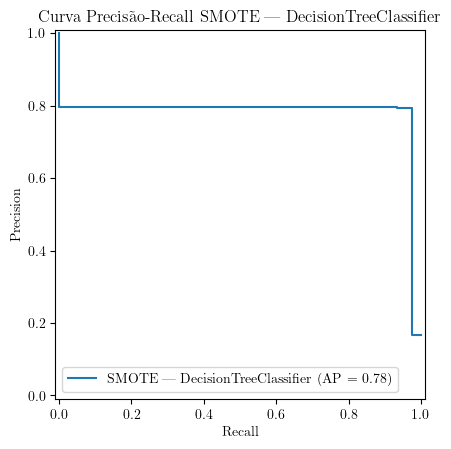 Curva Precisão-Recall SMOTE — DecisionTreeClassifier
1.0
0.8
0.6
0.4
0.2
0.0
Precision
SMOTE — DecisionTreeClassifier (AP = 0.78)
0.0 0.2 0.4 0.6 0.8 1.0
Recall